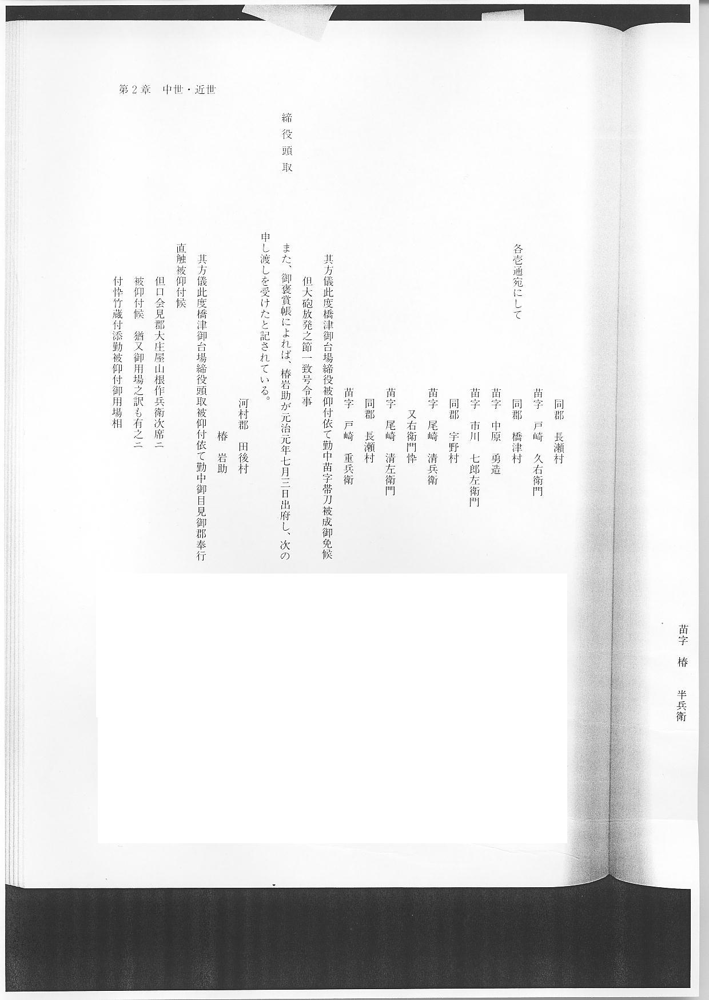 第2章　中世・近世
苗字　椿　半兵衛
同郡　長瀬村
苗字　戸崎　久右衛門
同郡　橋津村
各壱通宛にして
苗字　中原　勇造
苗字　市川　七郎左衛門
同郡　宇野村
苗字　尾崎　清兵衛
又右衛門忰
苗字　尾崎　清左衛門
同郡　長瀬村
苗字　戸崎　重兵衛
其方儀此度橋津御台場締役被仰付依て勤中苗字帯刀被成御免候
但大砲放発之節一致号令事
締役頭取
また、御褒賞帳によれば、椿岩助が元治元年七月三日出府し、次の
申し渡しを受けたと記されている。
河村郡　田後村
椿　岩助
其方儀此度橋津御台場締役頭取被仰付依て勤中御目見御郡奉行
直触被仰付候
但口会見郡大庄屋山根作兵衛次席ニ
被仰付候　猶又御用場之訳も有之ニ
付忰竹蔵付添勤被仰付御用場相